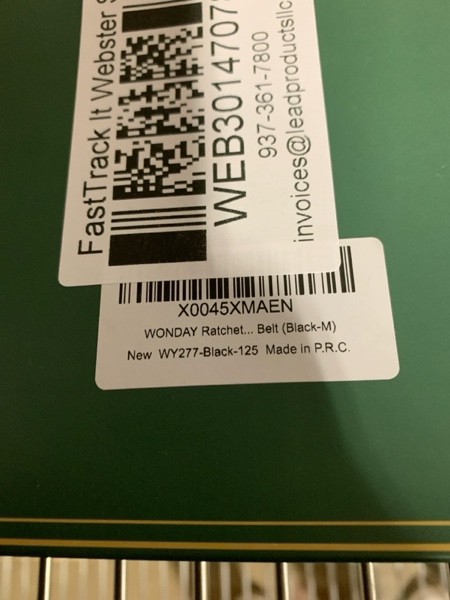 FastTrack It Webster
WEB3014707
937-361-7800
invoices@leadproductsllc
X0045XMAEN
WONDAY Ratchet... Belt (Black-M)
New WY277-Black-125 Made in P.R.C.